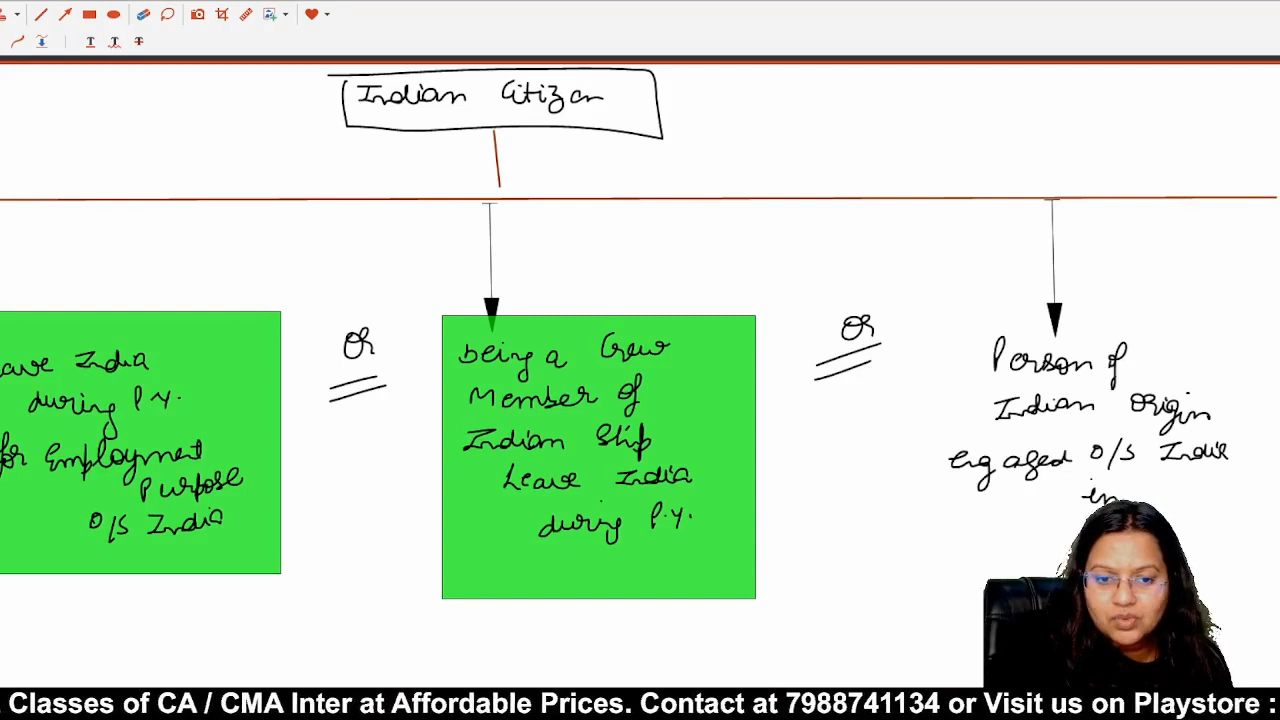 Indian Citizen
Leave India
during P.Y.
for Employment
Purpose
O/S India
Or
being a Crew
Member of
Indian Ship
Leave India
during P.Y.
Or
Person of
Indian Origin
engaged O/S India
in
Classes of CA / CMA Inter at Affordable Prices. Contact at 7988741134 or Visit us on Playstore :